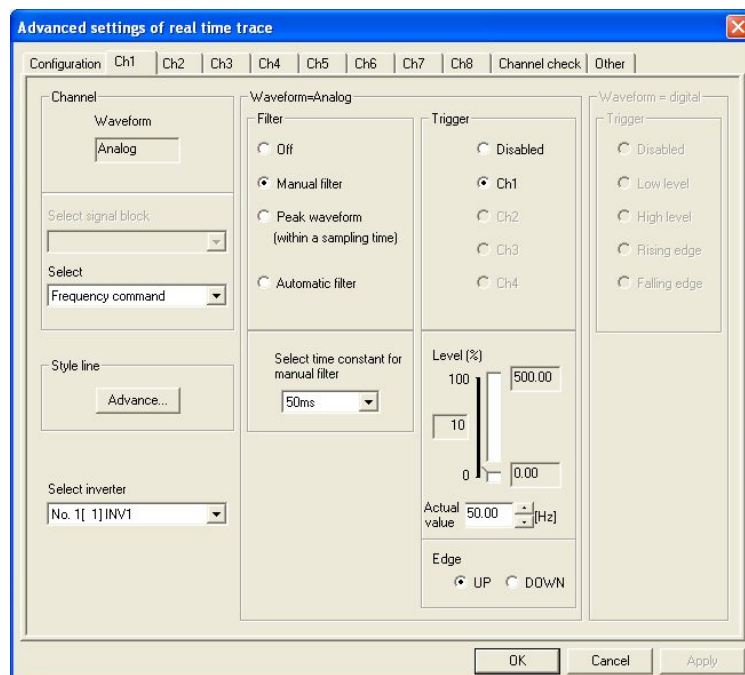 Advanced settings of real time trace
Configuration Ch1 Ch2 Ch3 Ch4 Ch5 Ch6 Ch7 Ch8 Channel check Other
Channel
Waveform
Analog
Select signal block
Select
Frequency command
Style line
Advance...
Select inverter
No. 1[ 1] INV1
Waveform=Analog
Filter
Off
Manual filter
Peak waveform
(within a sampling time)
Automatic filter
Select time constant for
manual filter
50ms
Trigger
Disabled
Ch1
Ch2
Ch3
Ch4
Level (%)
100 500.00
10
0 0.00
Actual
value 50.00 [Hz]
Edge
UP DOWN
Waveform = digital
Trigger
Disabled
Low level
High level
Rising edge
Falling edge
OK Cancel Apply